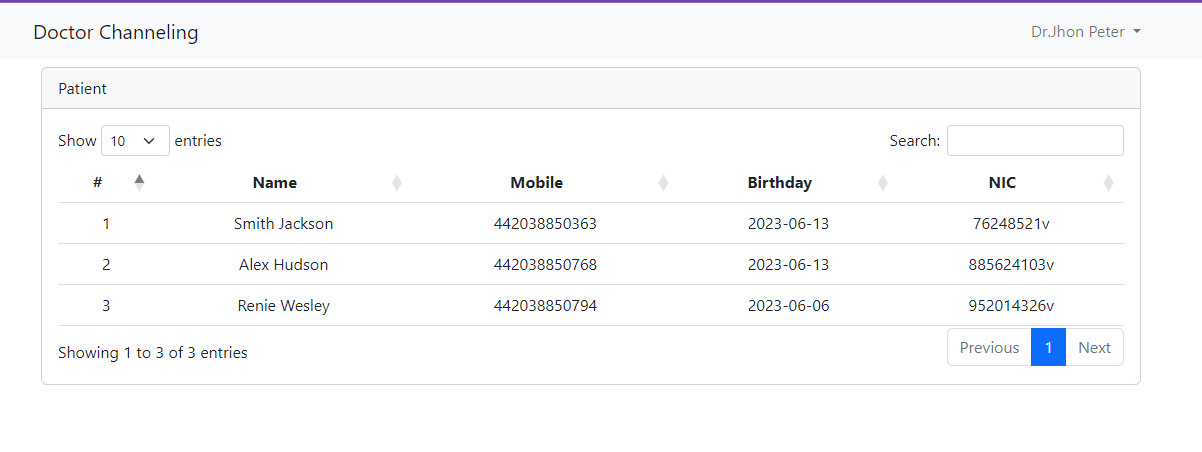 Doctor Channeling Dr.Jhon Peter
Patient
Show 10 entries Search:
# Name Mobile Birthday NIC
1 Smith Jackson 442038850363 2023-06-13 76248521v
2 Alex Hudson 442038850768 2023-06-13 885624103v
3 Renie Wesley 442038850794 2023-06-06 952014326v
Showing 1 to 3 of 3 entries Previous 1 Next